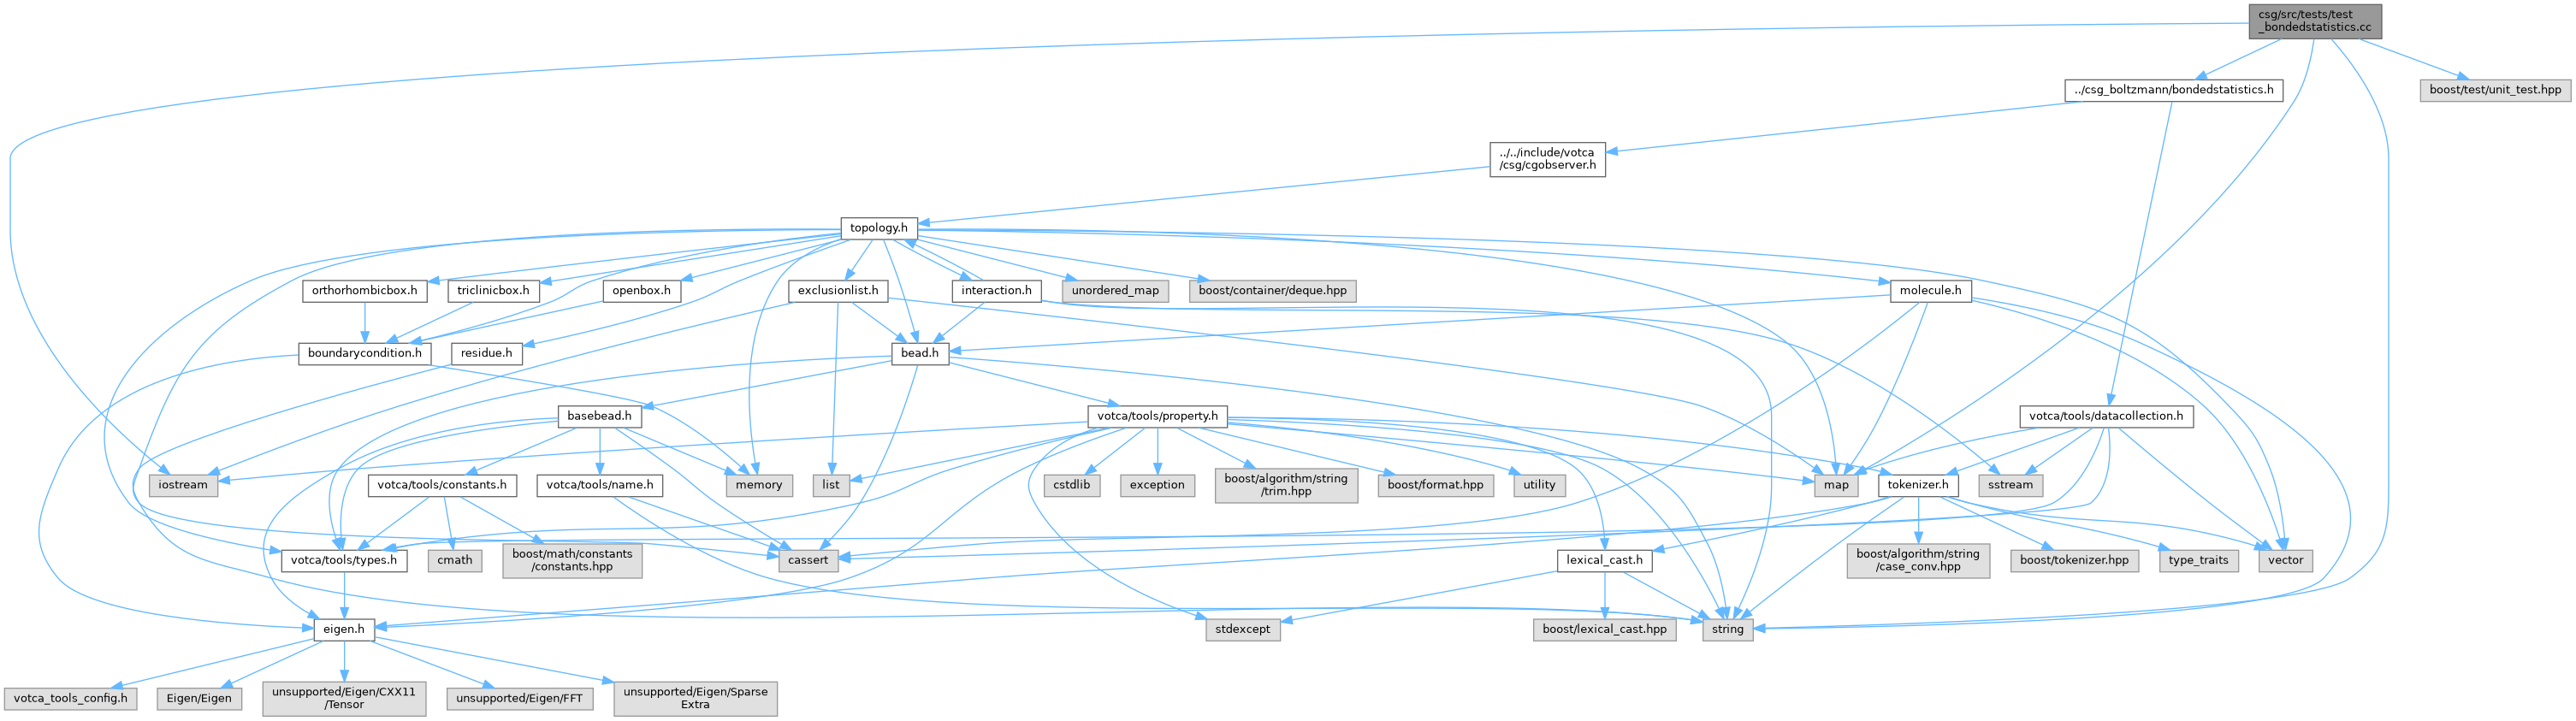 csg/src/tests/test
_bondedstatistics.cc
../csg_boltzmann/bondedstatistics.h
boost/test/unit_test.hpp
../../include/votca
/csg/cgobserver.h
topology.h
orthorhombicbox.h
triclinicbox.h
openbox.h
exclusionlist.h
interaction.h
unordered_map
boost/container/deque.hpp
molecule.h
boundarycondition.h
residue.h
bead.h
basebead.h
votca/tools/property.h
votca/tools/datacollection.h
iostream
votca/tools/constants.h
votca/tools/name.h
memory
list
cstdlib
exception
boost/algorithm/string
/trim.hpp
boost/format.hpp
utility
map
tokenizer.h
sstream
votca/tools/types.h
cmath
boost/math/constants
/constants.hpp
cassert
lexical_cast.h
boost/algorithm/string
/case_conv.hpp
boost/tokenizer.hpp
type_traits
vector
eigen.h
stdexcept
boost/lexical_cast.hpp
string
votca_tools_config.h
Eigen/Eigen
unsupported/Eigen/CXX11
/Tensor
unsupported/Eigen/FFT
unsupported/Eigen/Sparse
Extra